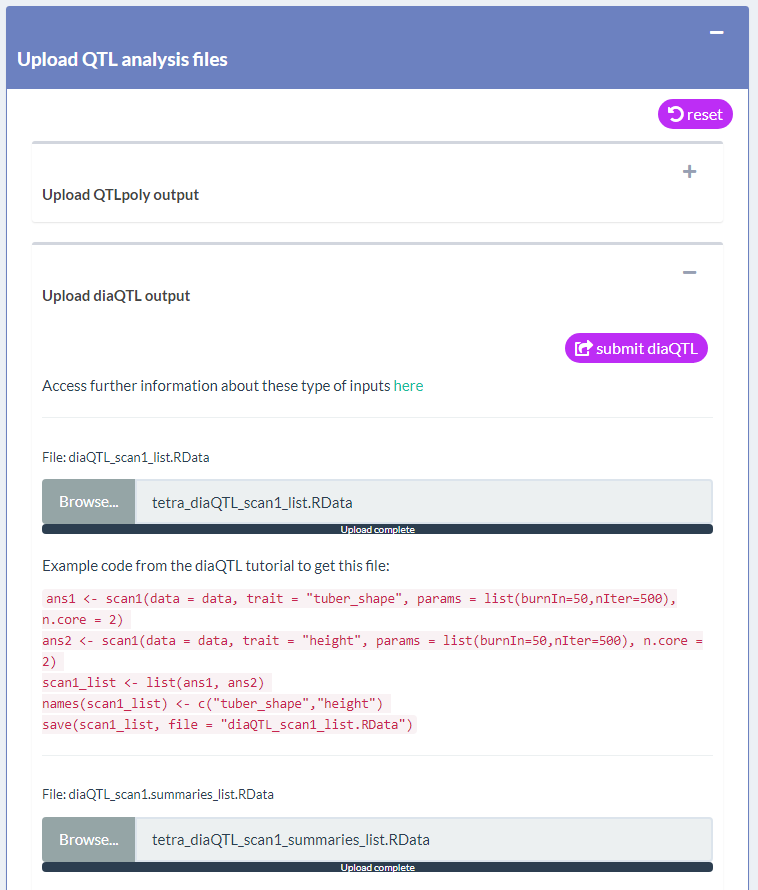 Upload QTL analysis files
reset
Upload QTLpoly output
Upload diaQTL output
submit diaQTL
Access further information about these type of inputs here
File: diaQTL_scan1_list.RData
Browse... tetra_diaQTL_scan1_list.RData
Upload complete
Example code from the diaQTL tutorial to get this file:
ans1 <- scan1(data = data, trait = "tuber_shape", params = list(burnIn=50,nIter=500),
n.core = 2)
ans2 <- scan1(data = data, trait = "height", params = list(burnIn=50,nIter=500), n.core =
2)
scan1_list <- list(ans1, ans2)
names(scan1_list) <- c("tuber_shape","height")
save(scan1_list, file = "diaQTL_scan1_list.RData")
File: diaQTL_scan1.summaries_list.RData
Browse... tetra_diaQTL_scan1_summaries_list.RData
Upload complete